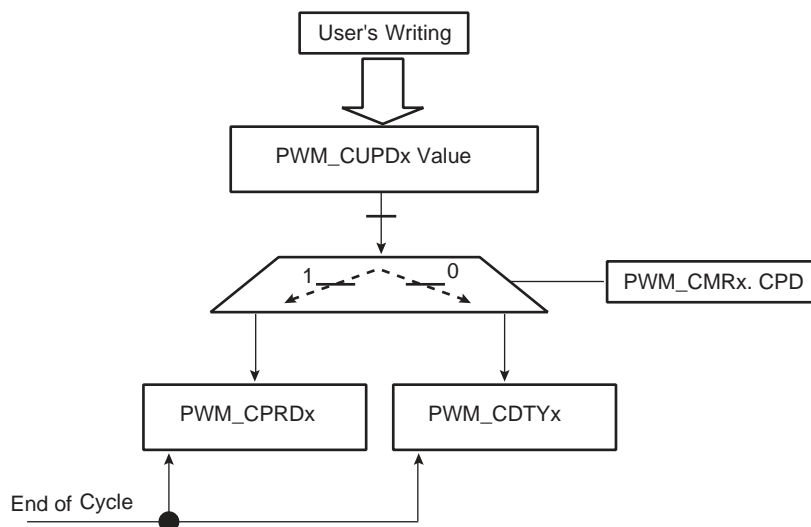 User's Writing
PWM_CUPDx Value
1
0
PWM_CMRx. CPD
PWM_CPRDx
PWM_CDTYx
End of Cycle